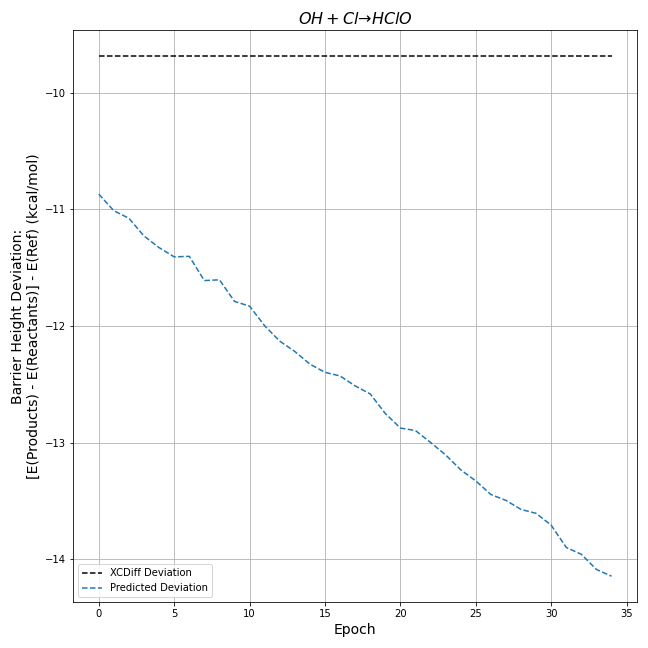 OH + Cl→HClO
Barrier Height Deviation:
[E(Products) - E(Reactants)] - E(Ref) (kcal/mol)
−10
−11
−12
−13
−14
XCDiff Deviation
Predicted Deviation
0 5 10 15 20 25 30 35
Epoch